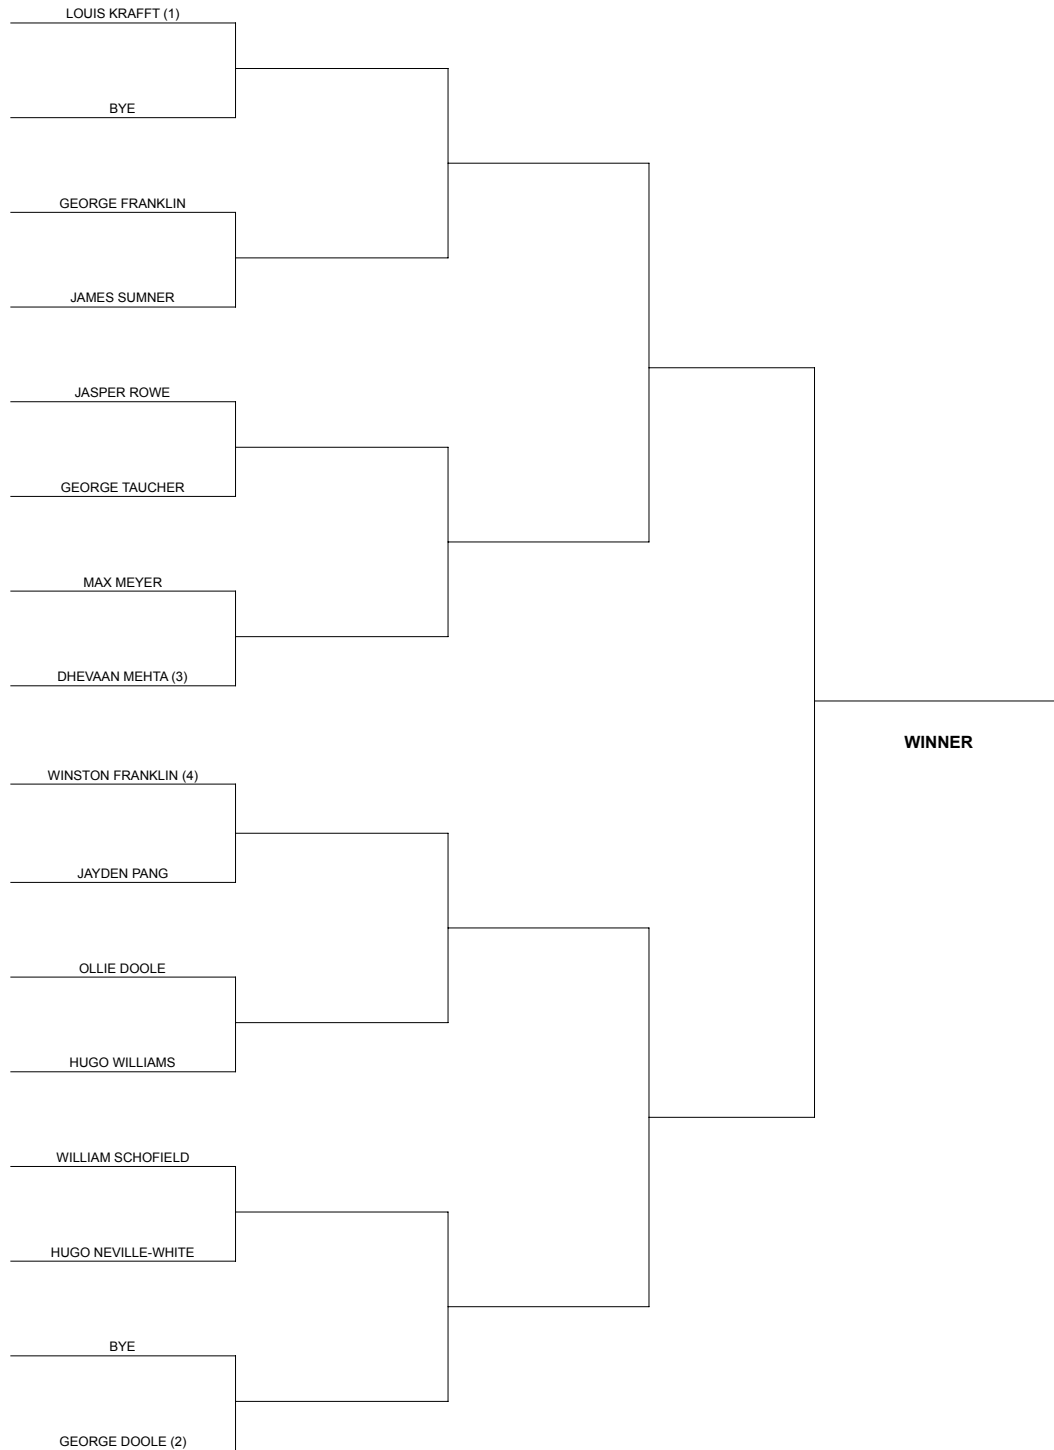 LOUIS KRAFFT (1)
BYE
GEORGE FRANKLIN
JAMES SUMNER
JASPER ROWE
GEORGE TAUCHER
MAX MEYER
DHEVAAN MEHTA (3)
WINNER
WINSTON FRANKLIN (4)
JAYDEN PANG
OLLIE DOOLE
HUGO WILLIAMS
WILLIAM SCHOFIELD
HUGO NEVILLE-WHITE
BYE
GEORGE DOOLE (2)